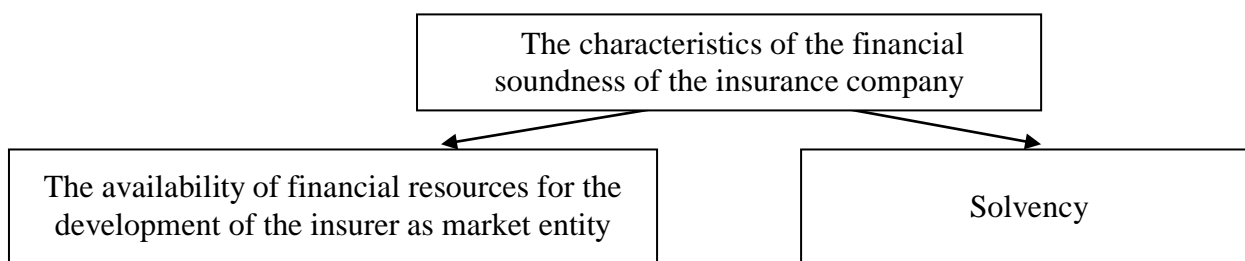 The characteristics of the financial
soundness of the insurance company
The availability of financial resources for the
development of the insurer as market entity
Solvency